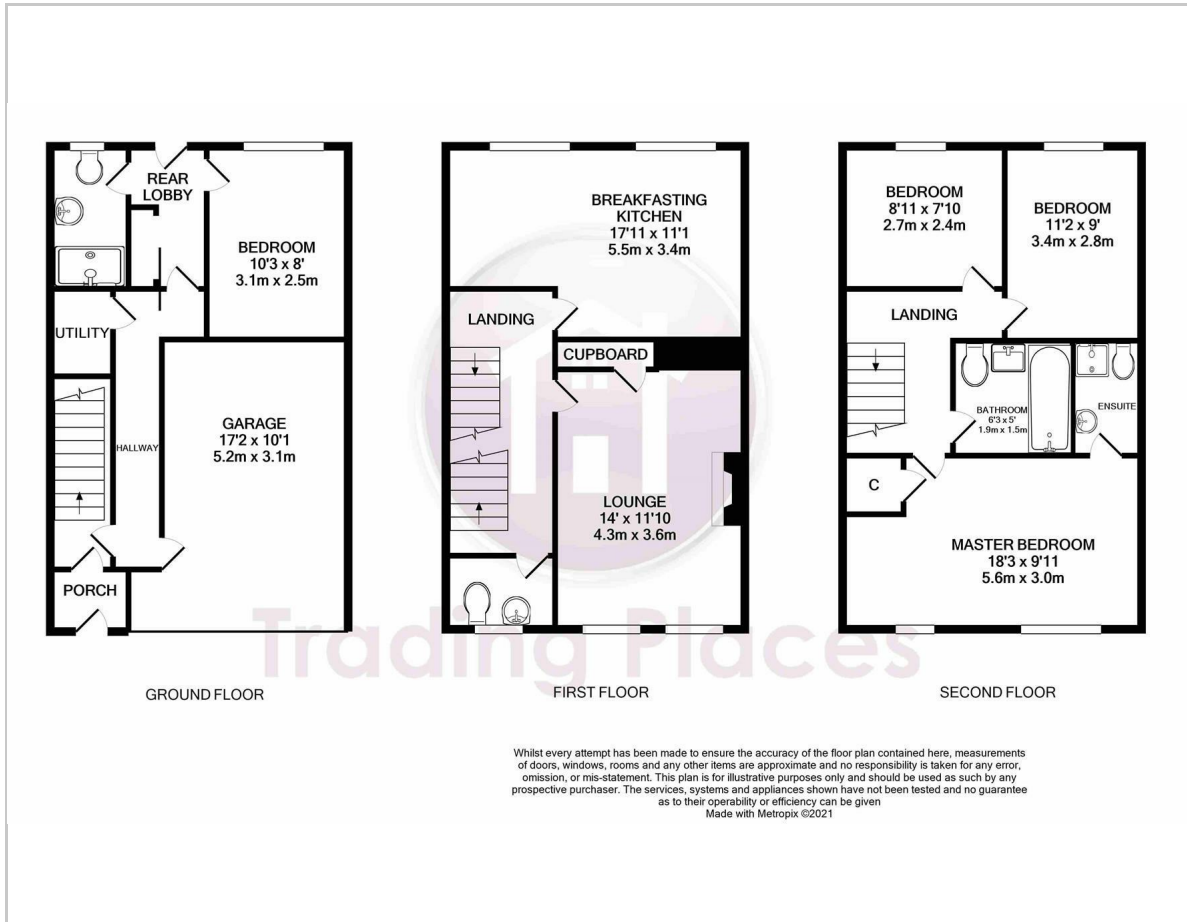 REAR
LOBBY
BEDROOM
10'3 x 8'
3.1m x 2.5m
UTILITY
HALLWAY
GARAGE
17'2 x 10'1
5.2m x 3.1m
PORCH
GROUND FLOOR
BREAKFASTING
KITCHEN
17'11 x 11'1
5.5m x 3.4m
LANDING
CUPBOARD
LOUNGE
14' x 11'10
4.3m x 3.6m
FIRST FLOOR
BEDROOM
8'11 x 7'10
2.7m x 2.4m
BEDROOM
11'2 x 9'
3.4m x 2.8m
LANDING
BATHROOM
6'3 x 5'
1.9m x 1.5m
ENSUITE
C
MASTER BEDROOM
18'3 x 9'11
5.6m x 3.0m
SECOND FLOOR
Trading Places
Whilst every attempt has been made to ensure the accuracy of the floor plan contained here, measurements
of doors, windows, rooms and any other items are approximate and no responsibility is taken for any error,
omission, or mis-statement. This plan is for illustrative purposes only and should be used as such by any
prospective purchaser. The services, systems and appliances shown have not been tested and no guarantee
as to their operability or efficiency can be given
Made with Metropix ©2021